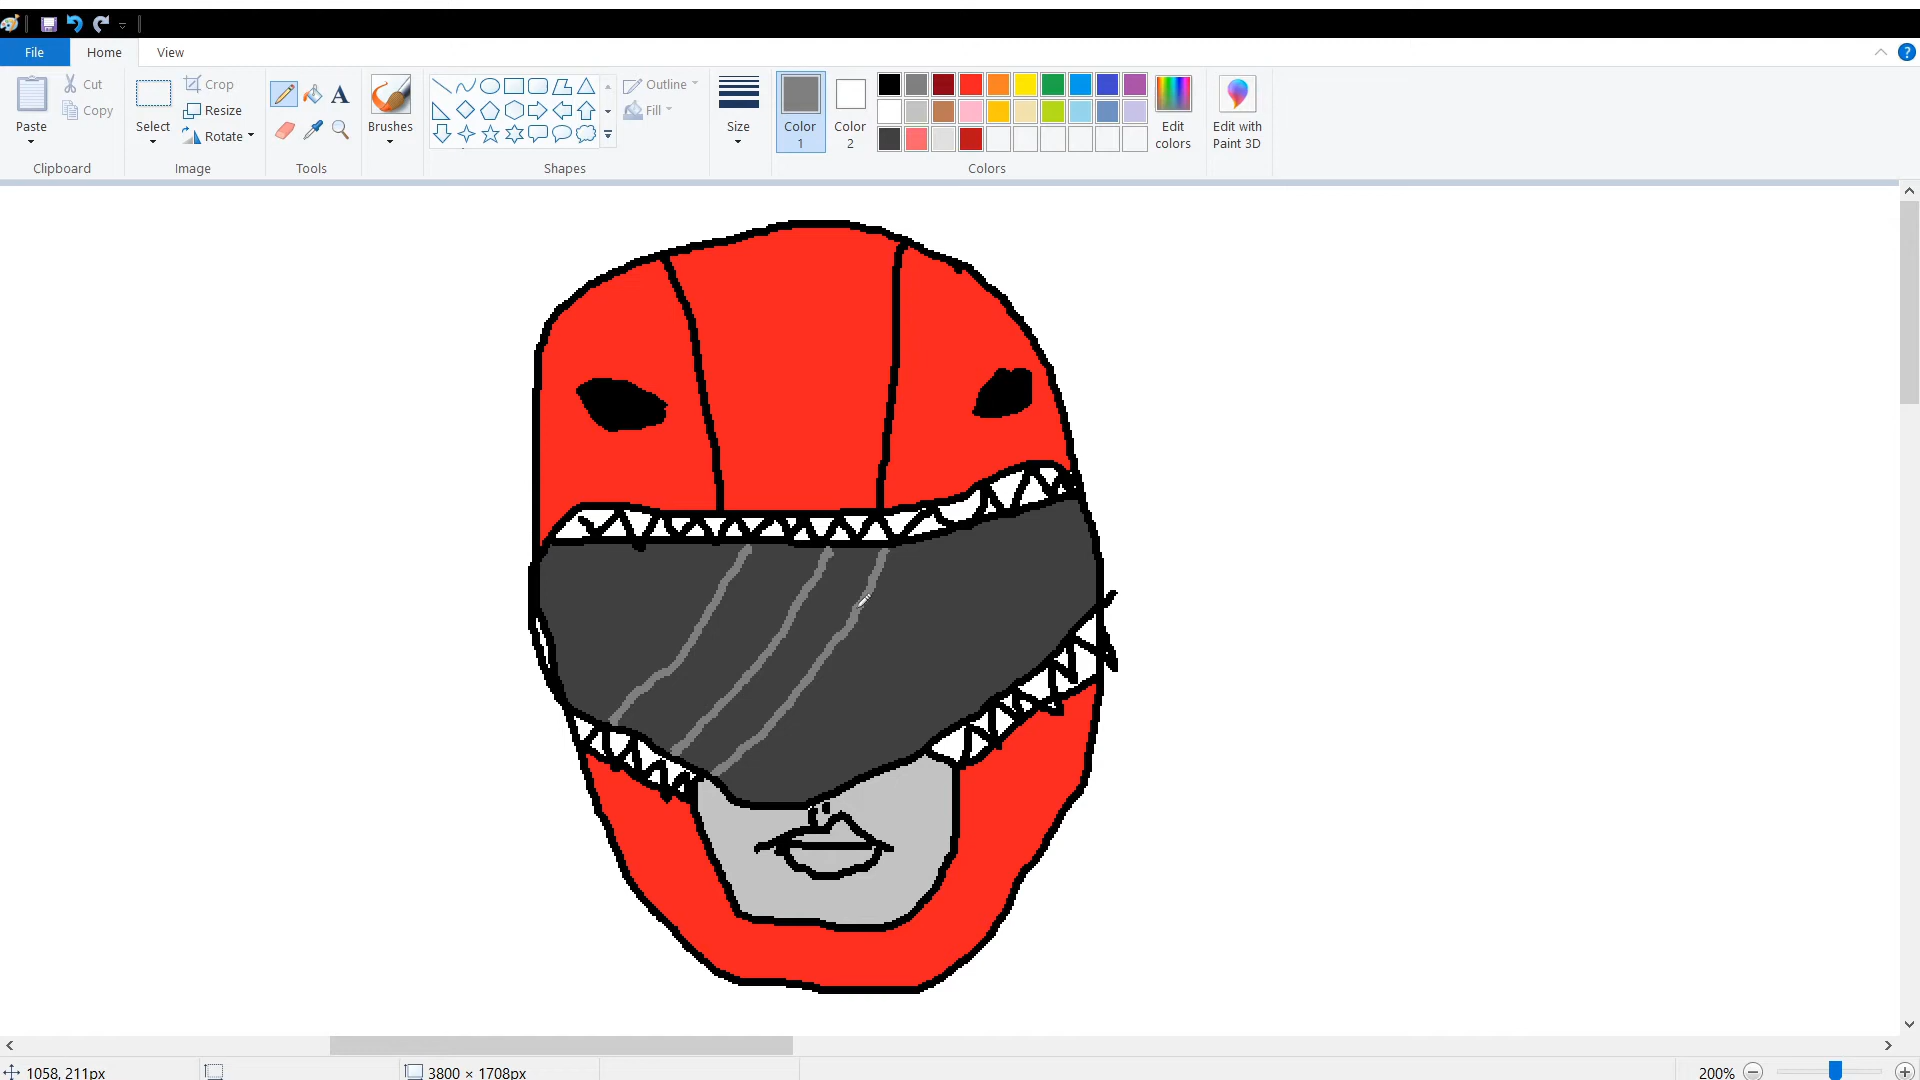 File Home View
Paste Cut Copy Clipboard
Select Crop Resize Rotate Image
A Tools
Brushes
Outline Fill Shapes
Size
Color 1
Color 2
Edit colors Colors
Edit with Paint 3D
?
1058, 211px
3800 × 1708px
200%